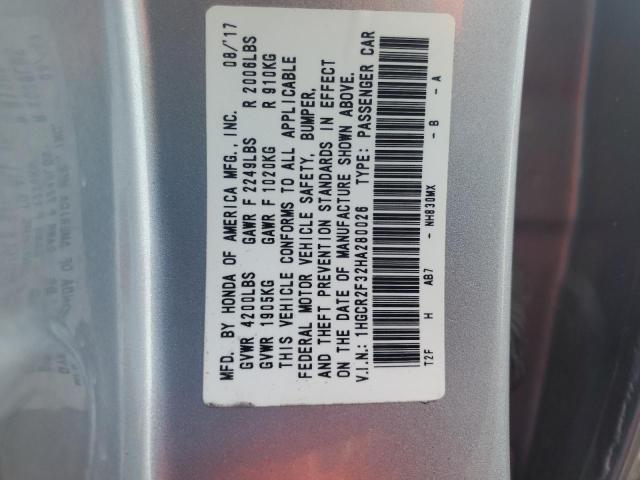 MFD. BY HONDA OF AMERICA MFG., INC. 08/'17
GVWR 4200LBS GAWR F 2249LBS R 2006LBS
GVWR 1905KG GAWR F 1020KG R 910KG
THIS VEHICLE CONFORMS TO ALL APPLICABLE
FEDERAL MOTOR VEHICLE SAFETY, BUMPER,
AND THEFT PREVENTION STANDARDS IN EFFECT
ON THE DATE OF MANUFACTURE SHOWN ABOVE.
V.I.N.: 1HGCR2F32HA280026 TYPE: PASSENGER CAR
T2F H AB7 - NH830MX - B - A